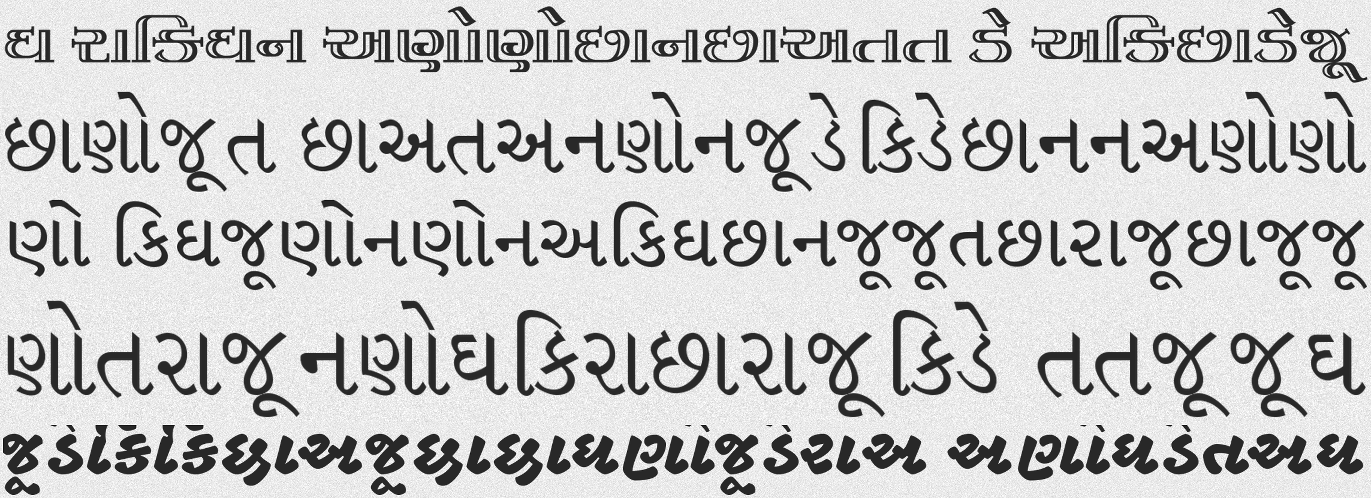 ઘ રાકિઘન અણોણોછાનછાઅતત ડે અકિછાડેજૂ
છાણોજૂત છાઅતઅનણોનજૂડેકિડેછાનનઅણોણો
ણો કિઘજૂણોનણોનઅકિઘછાનજૂજૂતછારાજૂછાજૂજૂ
ણોતરાજૂનણોઘકિરાછારાજૂકિડે તતજૂજૂઘ
જૂડેકિકિછાઅજૂછાછાઘણોજૂડેરાઅ અણોઘડેતઅઘ